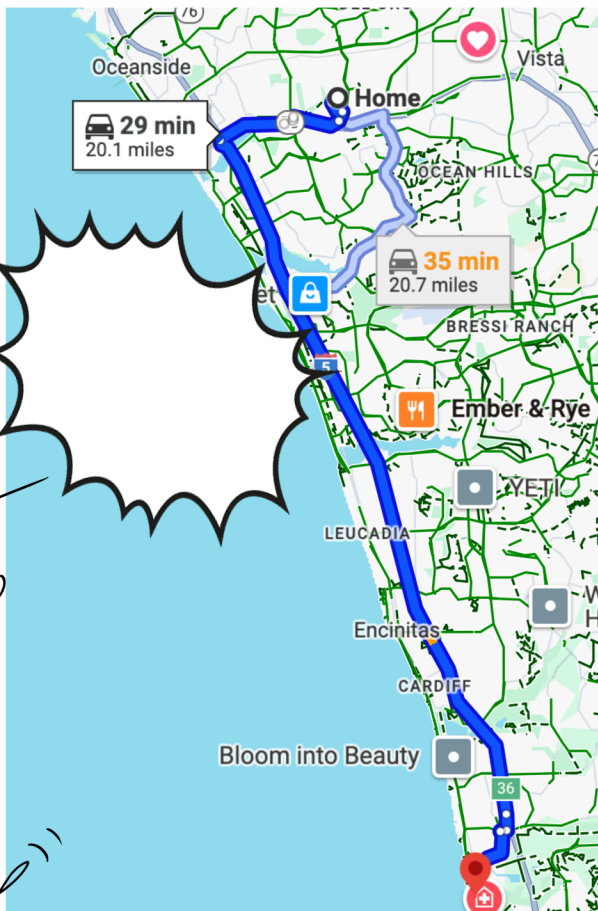 76
Oceanside
Vista
Home
29 min
20.1 miles
OCEAN HILLS
35 min
20.7 miles
et
BRESSI RANCH
5
Ember & Rye
YETI
LEUCADIA
W
H
Encinitas
CARDIFF
Bloom into Beauty
36